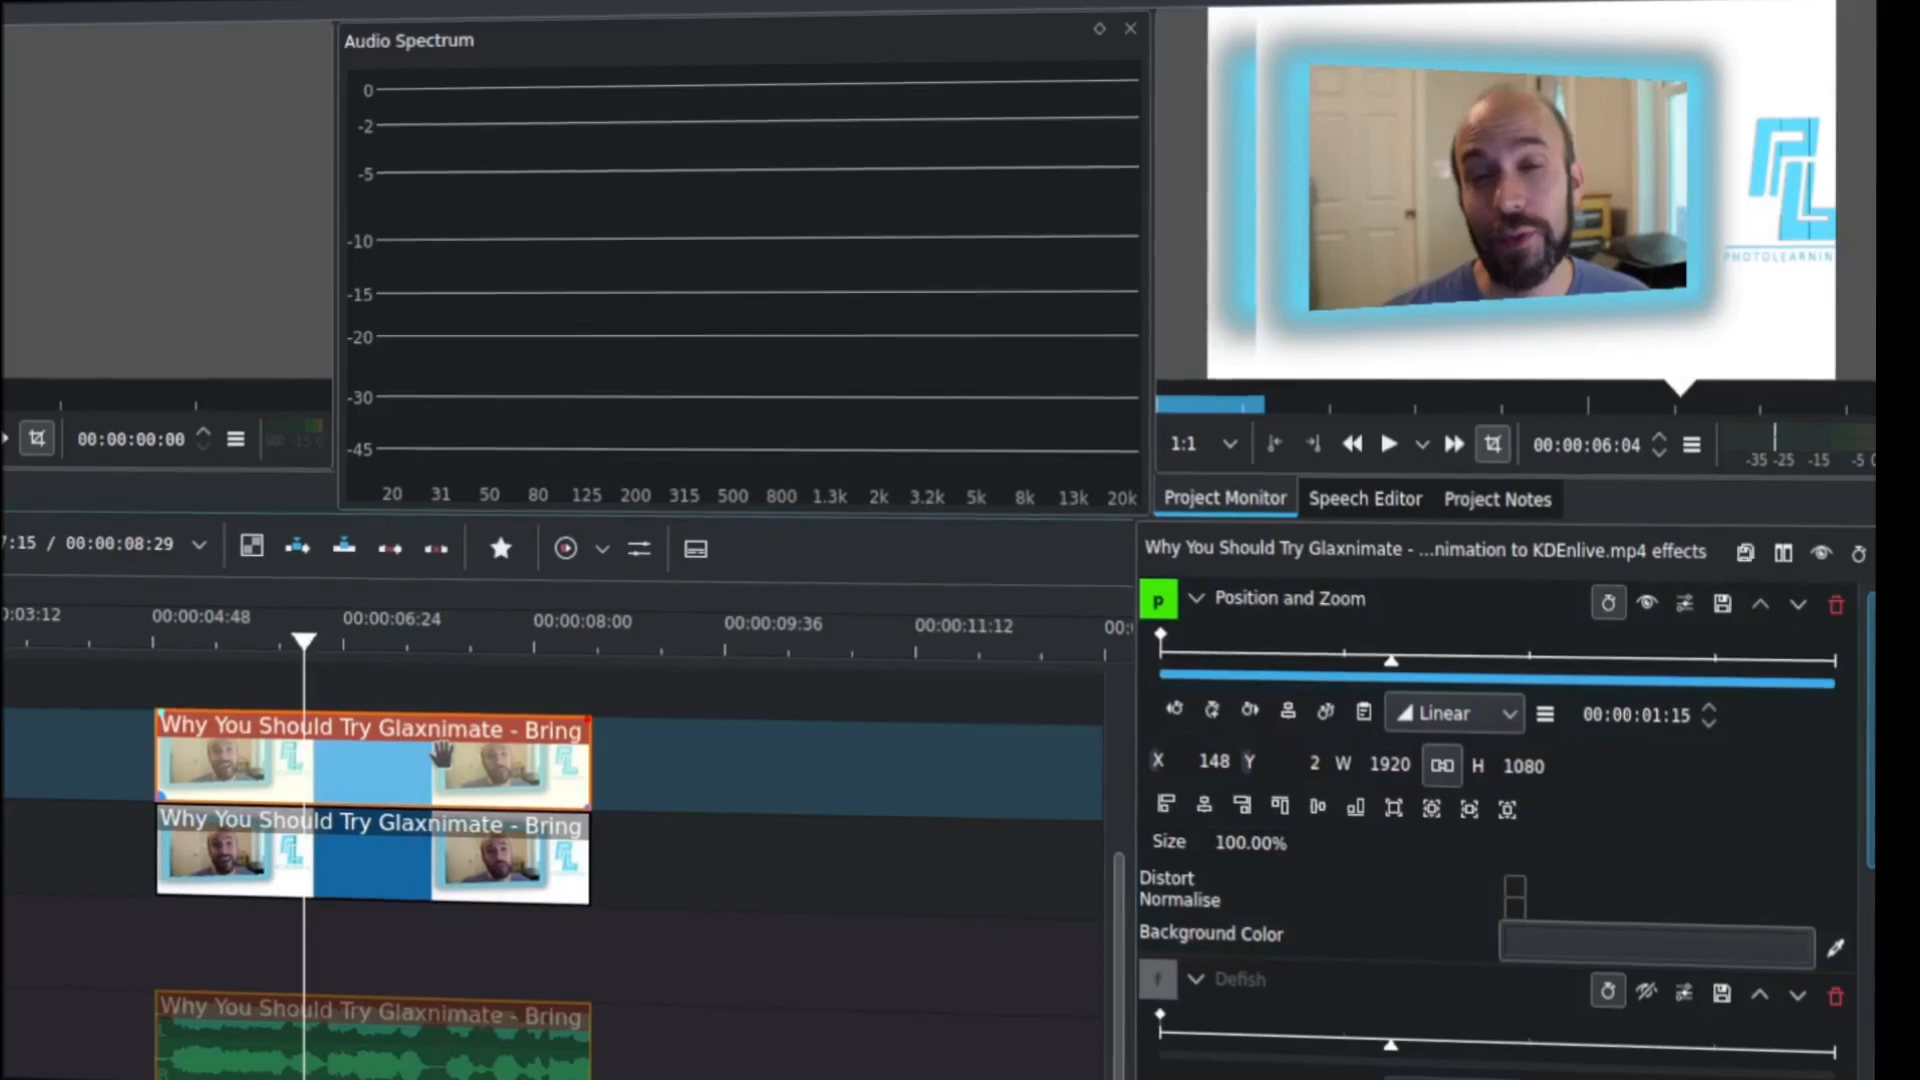 Audio Spectrum
0
-2
-5
-10
-15
-20
-30
-45
20 31 50 80 125 200 315 500 800 1.3k 2k 3.2k 5k 8k 13k 20k
PHOTOLEARNIN
00:00:00:00
1:1 00:00:06:04
-35 -25 -15 -5 0
Project Monitor Speech Editor Project Notes
7:15 / 00:00:08:29
Why You Should Try Glaxnimate - ...nimation to KDEnlive.mp4 effects
p Position and Zoom
0:03:12 00:00:04:48 00:00:06:24 00:00:08:00 00:00:09:36 00:00:11:12 00:
Linear 00:00:01:15
X 148 Y 2 W 1920 H 1080
Size 100.00%
Distort
Normalise
Background Color
f Defish
Why You Should Try Glaxnimate - Bring
Why You Should Try Glaxnimate - Bring
Why You Should Try Glaxnimate - Bring
L
R